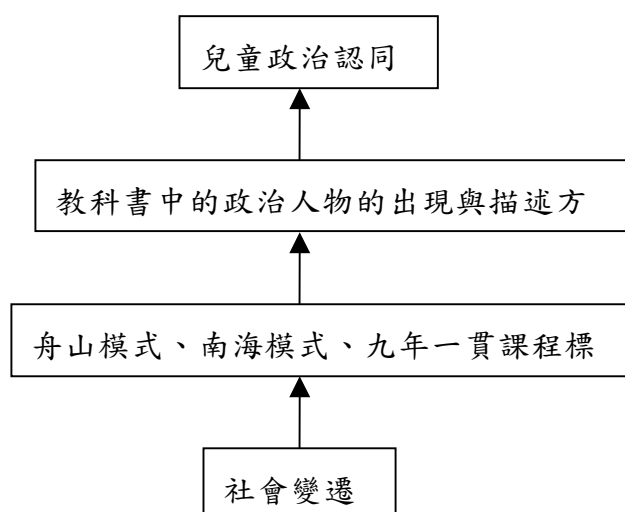 兒童政治認同
教科書中的政治人物的出現與描述方
舟山模式、南海模式、九年一貫課程標
社會變遷